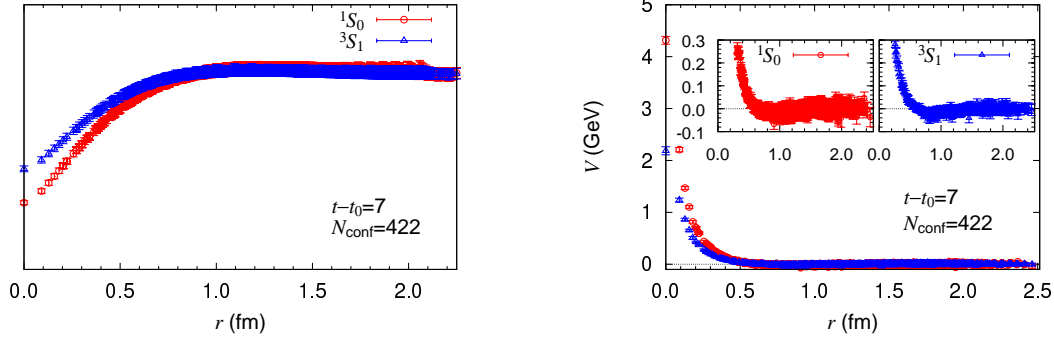 ¹S₀
³S₁
t−t₀=7
N_conf=422
0.0 0.5 1.0 1.5 2.0
r (fm)
5
4
3
2
1
0
V (GeV)
0.3
0.2
0.1
0.0
-0.1
¹S₀
³S₁
0.0 1.0 2.0 0.0 1.0 2.0
t−t₀=7
N_conf=422
0.0 0.5 1.0 1.5 2.0 2.5
r (fm)